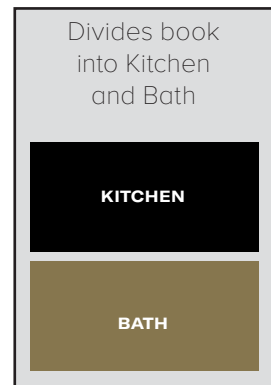 Divides book
into Kitchen
and Bath
KITCHEN
BATH